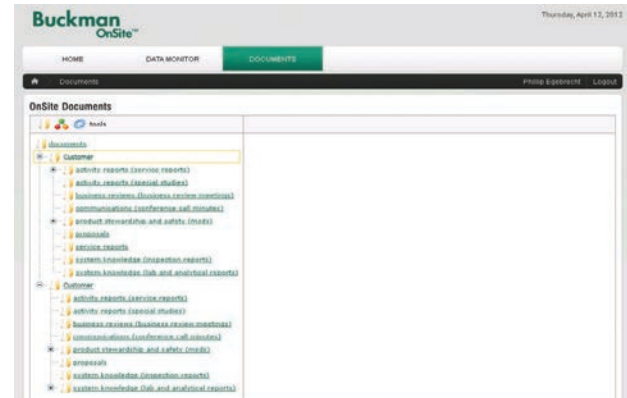 Buckman
OnSite™
Thursday, April 12, 2012
HOME DATA MONITOR DOCUMENTS
Documents Logout
OnSite Documents
tools
documents
Customer
activity reports (service reports)
activity reports (special studies)
business reviews (business review meetings)
communications (conference call minutes)
product stewardship and safety (msds)
proposals
service reports
system knowledge (inspection reports)
system knowledge (lab and analytical reports)
Customer
activity reports (service reports)
activity reports (special studies)
business reviews (business review meetings)
communications (conference call minutes)
product stewardship and safety (msds)
proposals
system knowledge (inspection reports)
system knowledge (lab and analytical reports)